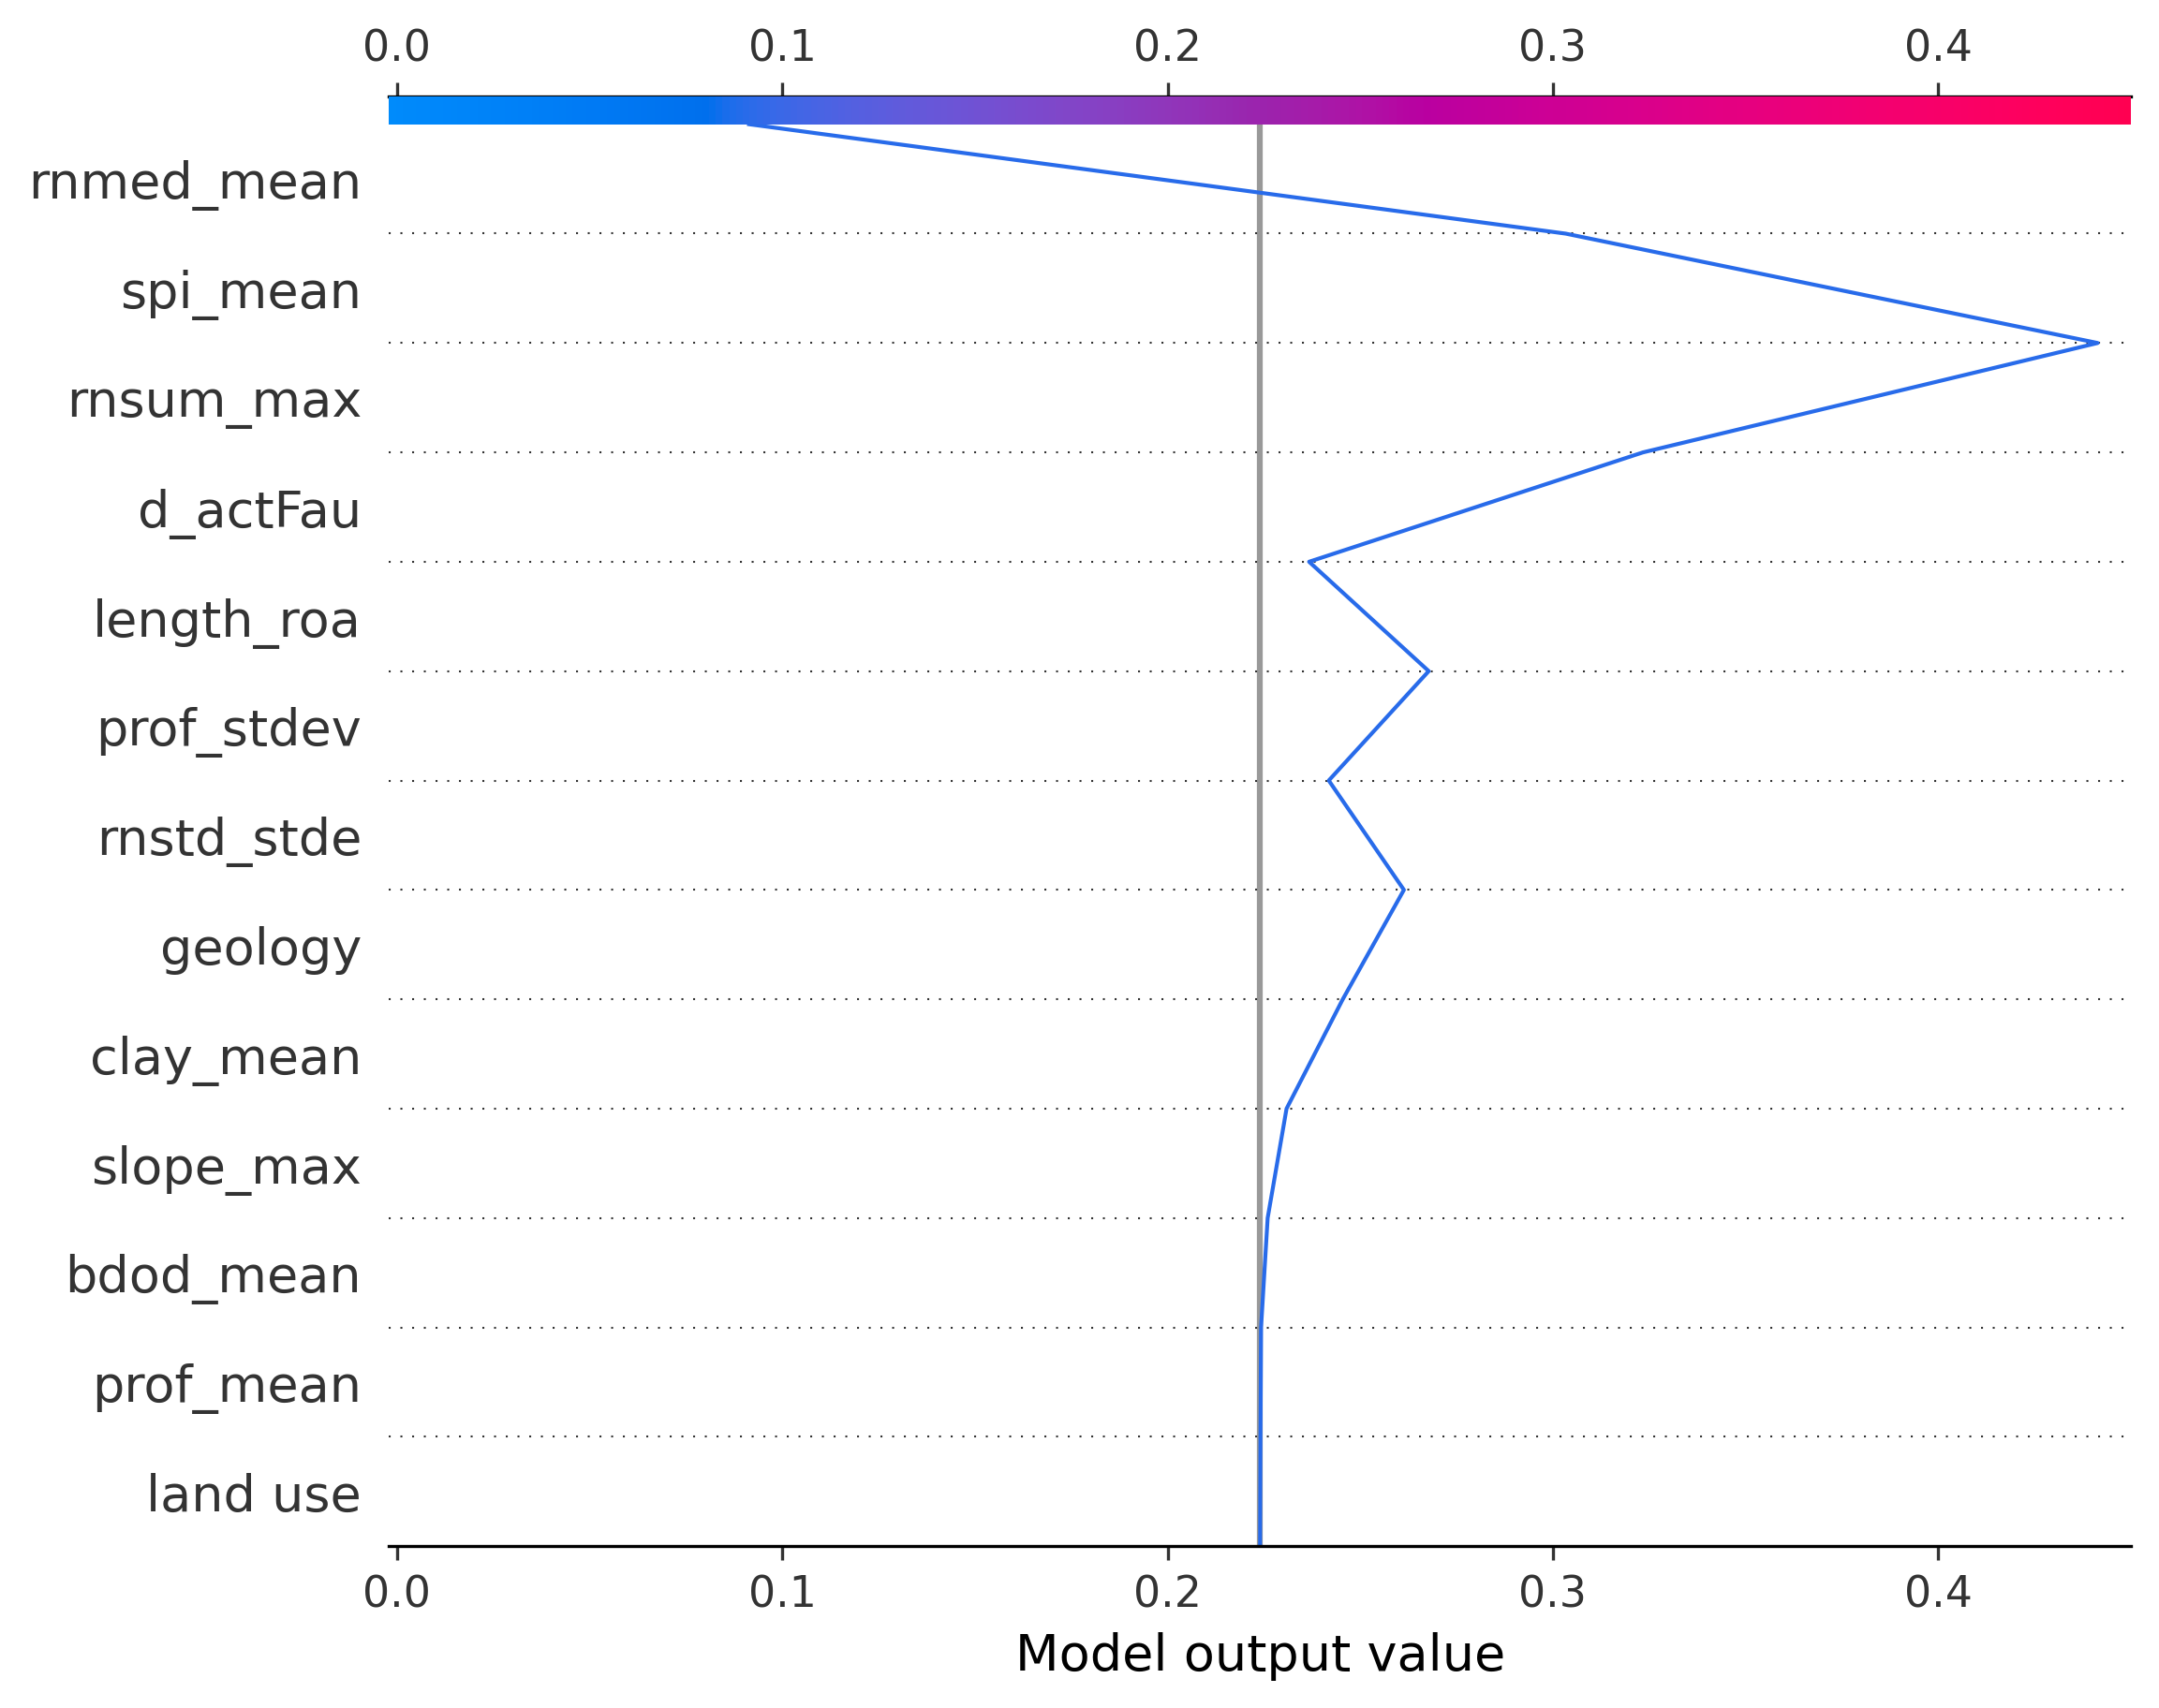 0.0 0.1 0.2 0.3 0.4
rnmed_mean
spi_mean
rnsum_max
d_actFau
length_roa
prof_stdev
rnstd_stde
geology
clay_mean
slope_max
bdod_mean
prof_mean
land use
0.0 0.1 0.2 0.3 0.4
Model output value